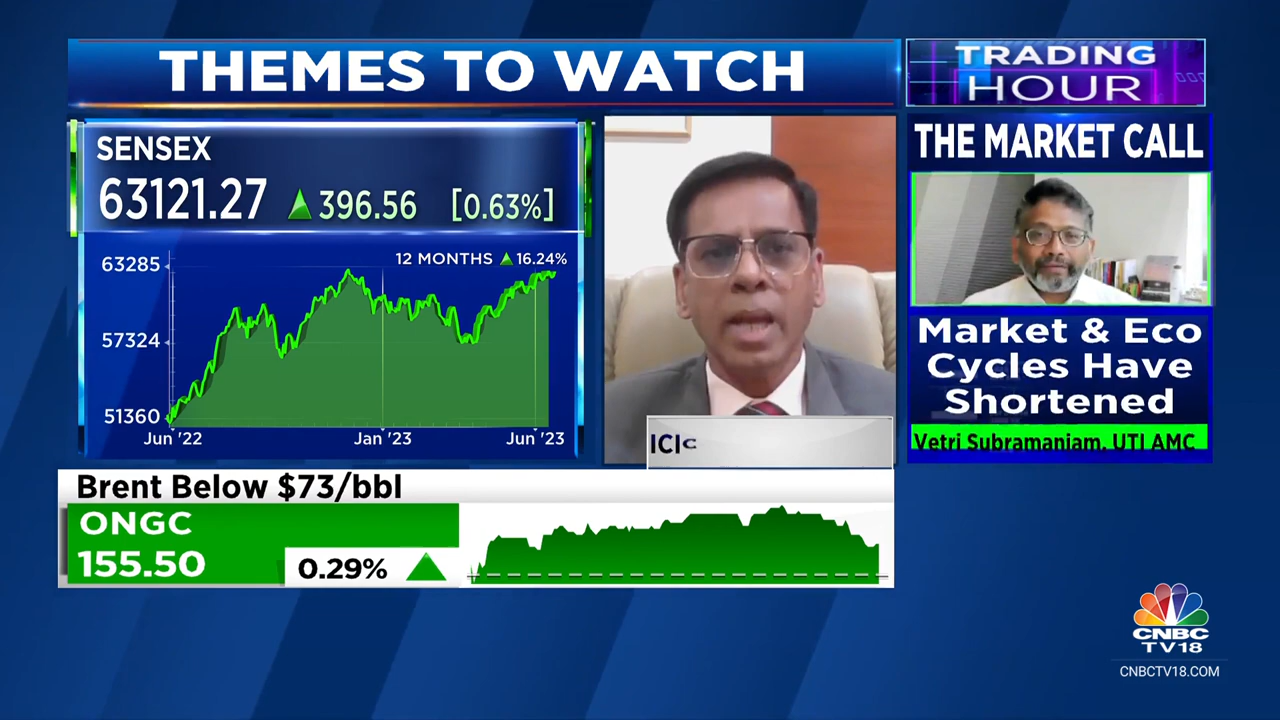 THEMES TO WATCH
TRADING
HOUR
SENSEX
63121.27 ▲ 396.56 [0.63%]
12 MONTHS ▲ 16.24%
63285
57324
51360
Jun '22 Jan '23 Jun '23
THE MARKET CALL
Market & Eco
Cycles Have
Shortened
Vetri Subramaniam, UTI AMC
Brent Below $73/bbl
ONGC
155.50 0.29% ▲
CNBC
TV18
CNBCTV18.COM